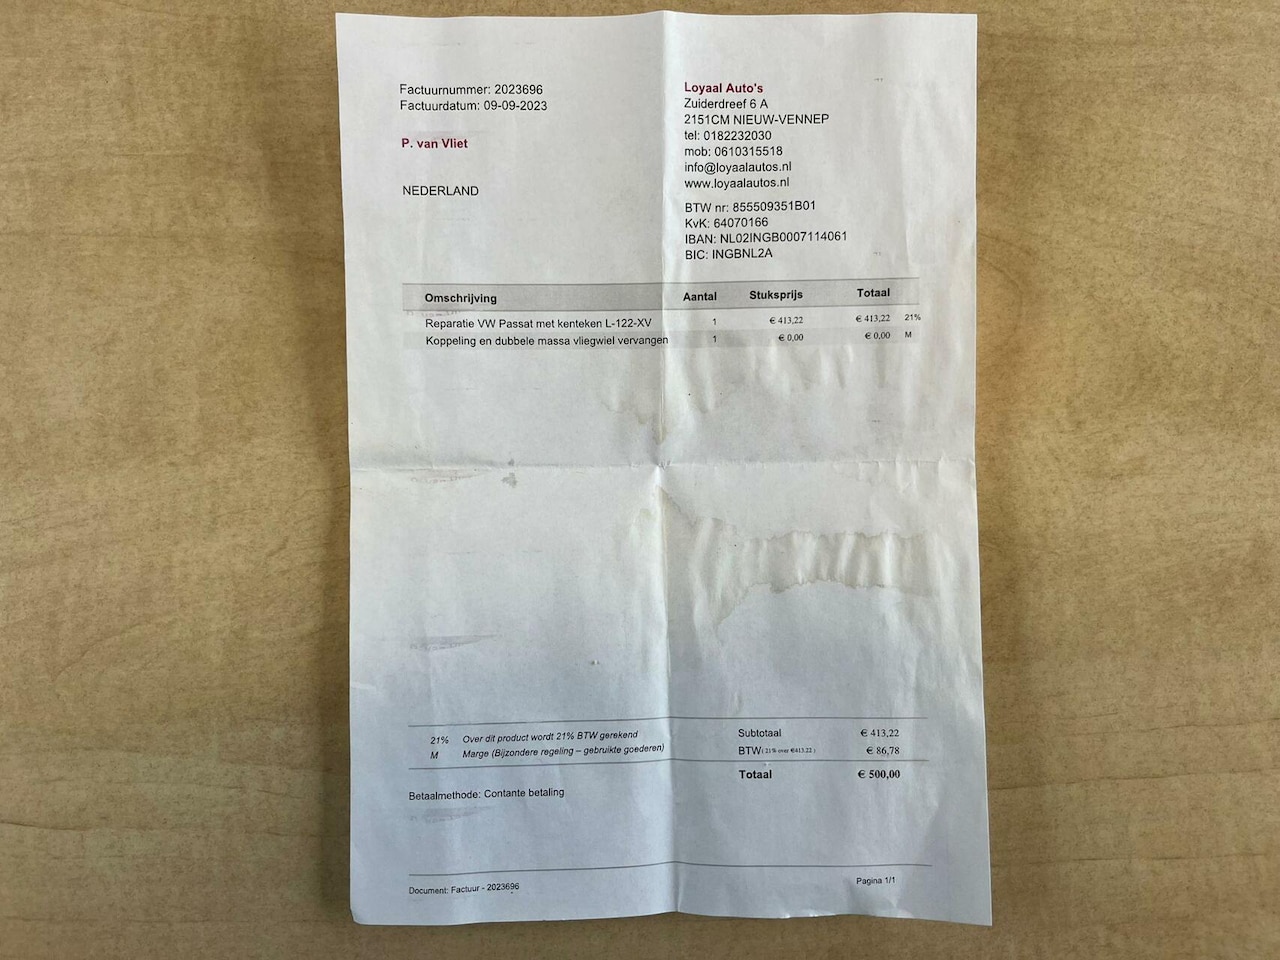 Factuurnummer: 2023696
Factuurdatum: 09-09-2023
P. van Vliet
NEDERLAND
Loyaal Auto's
Zuiderdreef 6 A
2151CM NIEUW-VENNEP
tel: 0182232030
mob: 0610315518
info@loyaalautos.nl
www.loyaalautos.nl
BTW nr: 855509351B01
KvK: 64070166
IBAN: NL02INGB0007114061
BIC: INGBNL2A
Omschrijving Aantal Stuksprijs Totaal
Reparatie VW Passat met kenteken L-122-XV 1 € 413,22 € 413,22 21%
Koppeling en dubbele massa vliegwiel vervangen 1 € 0,00 € 0,00 M
21% Over dit product wordt 21% BTW gerekend
M Marge (Bijzondere regeling – gebruikte goederen)
Subtotaal € 413,22
BTW (21% over €413.22 ) € 86,78
Totaal € 500,00
Betaalmethode: Contante betaling
Document: Factuur - 2023696
Pagina 1/1